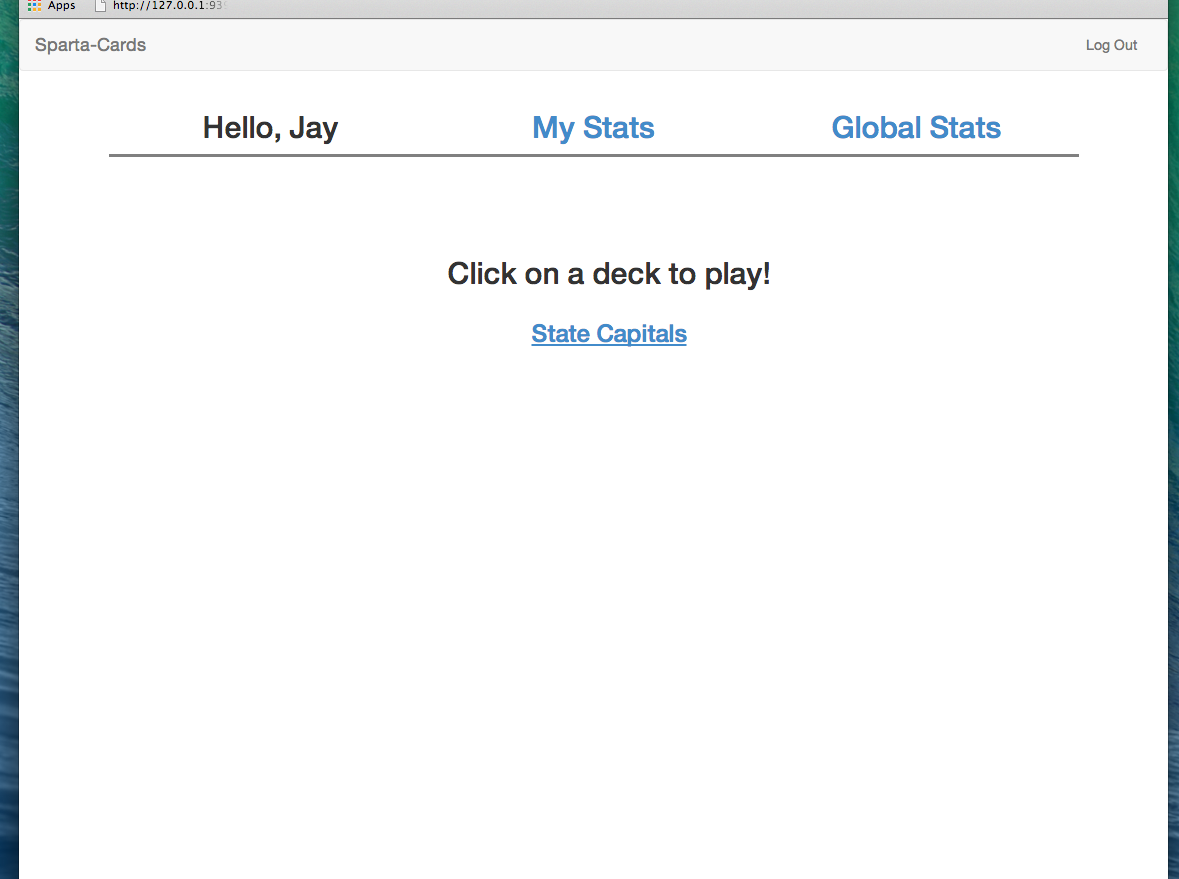 Apps http://127.0.0.1:93
Sparta-Cards Log Out
Hello, Jay My Stats Global Stats
Click on a deck to play!
State Capitals